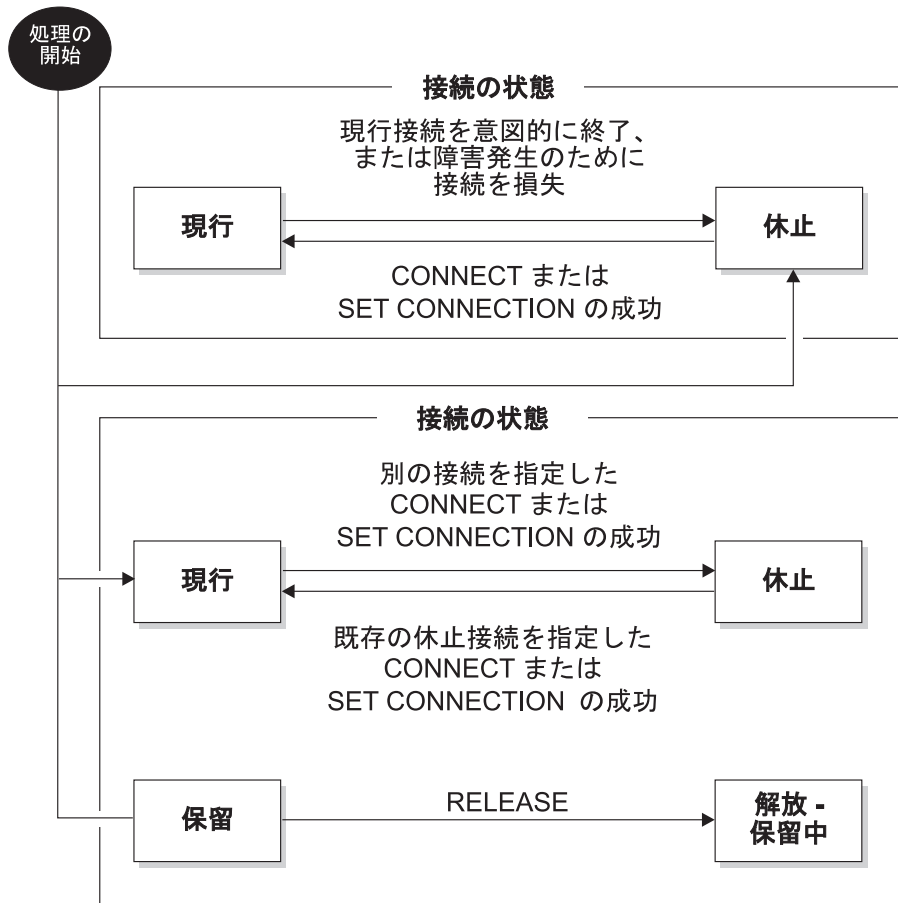 処理の
開始
接続の状態
現行接続を意図的に終了、
または障害発生のために
接続を損失
現行
休止
CONNECT または
SET CONNECTION の成功
接続の状態
別の接続を指定した
CONNECT または
SET CONNECTION の成功
現行
休止
既存の休止接続を指定した
CONNECT または
SET CONNECTION の成功
保留
RELEASE
解放 -
保留中